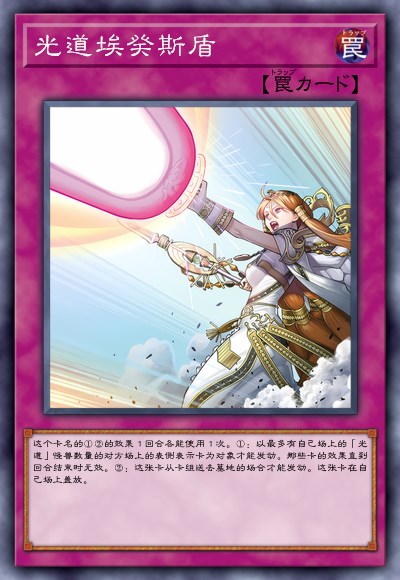 光道埃癸斯盾
トラップ
罠
トラップ
【罠カード】
这个卡名的①②的效果1回合各能使用1次。①：以最多有自己场上的「光
道」怪兽数量的对方场上的表侧表示卡为对象才能发动。那些卡的效果直到
回合结束时无效。②：这张卡从卡组送去墓地的场合才能发动。这张卡在自
己场上盖放。